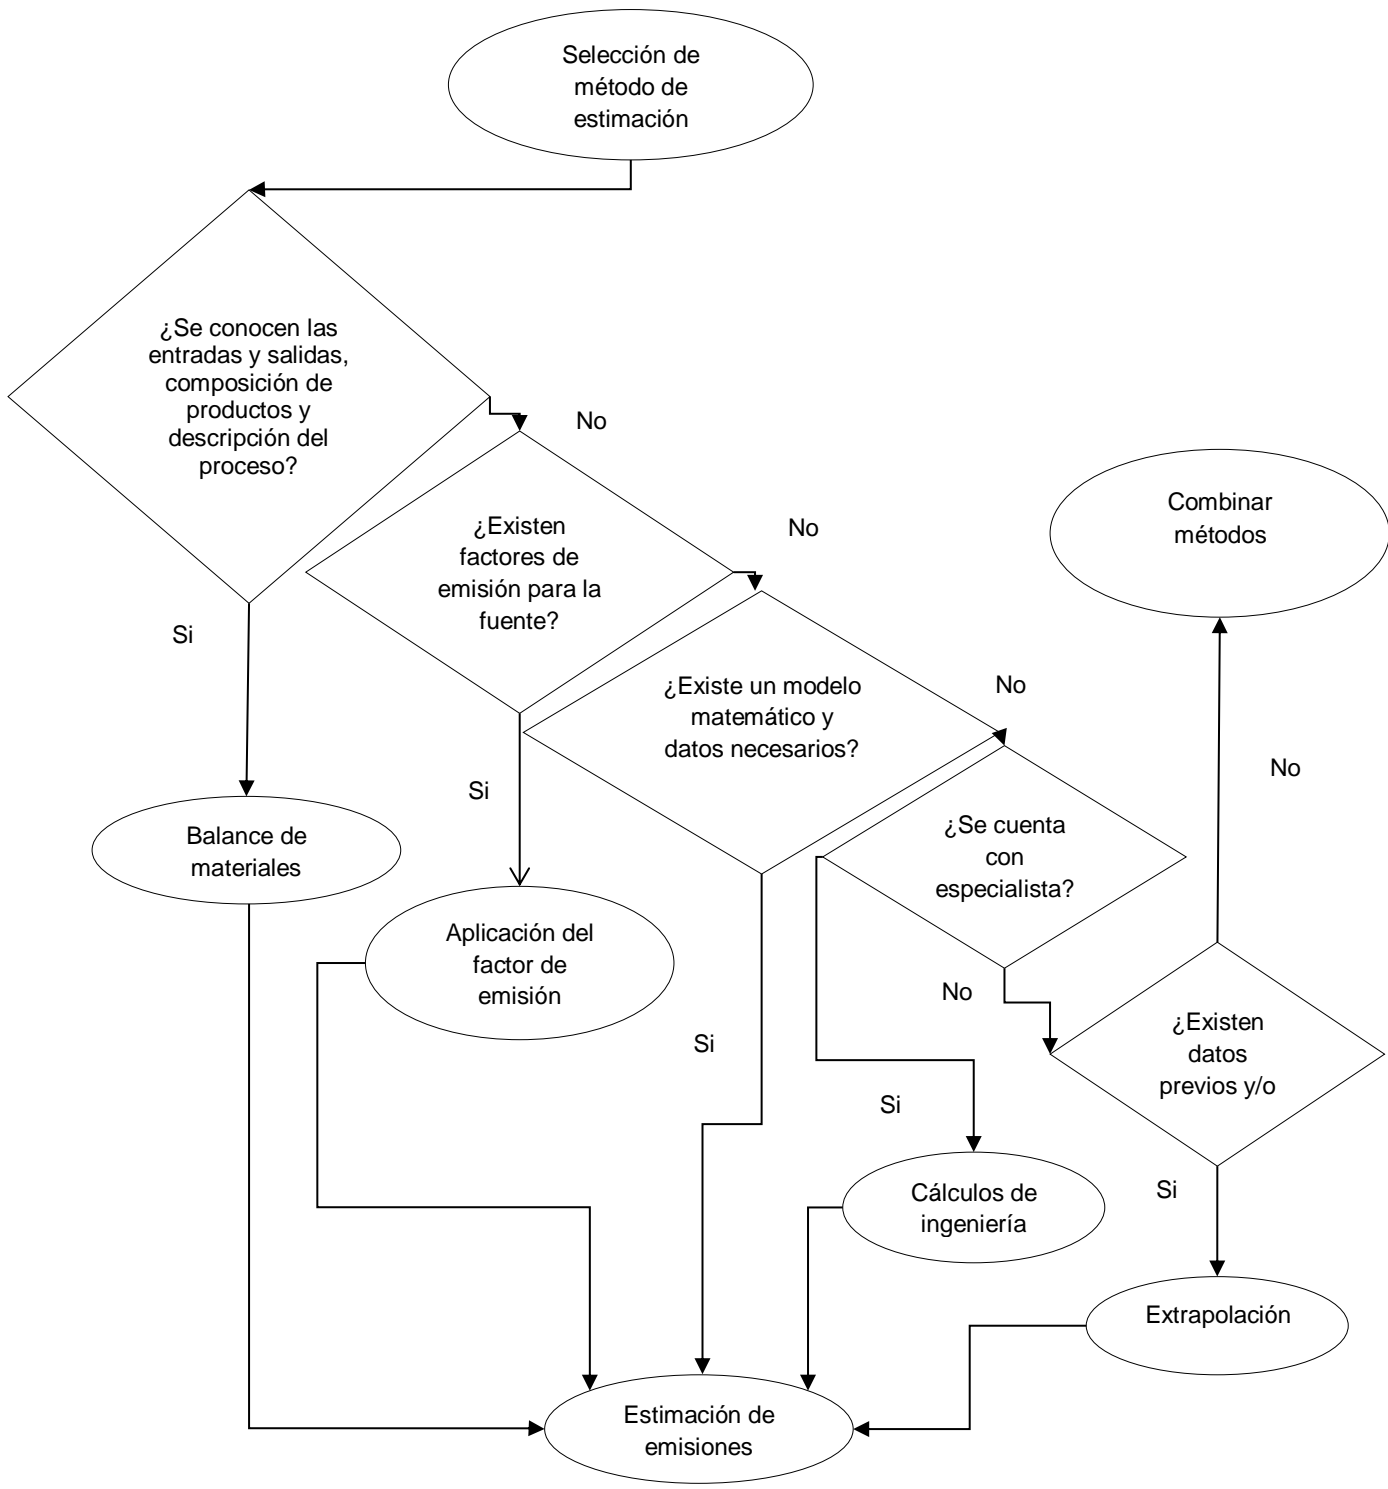 Selección de
método de
estimación
¿Se conocen las
entradas y salidas,
composición de
productos y
descripción del
proceso?
No
Si
¿Existen
factores de
emisión para la
fuente?
No
Si
¿Existe un modelo
matemático y
datos necesarios?
No
Si
¿Se cuenta
con
especialista?
No
Si
¿Existen
datos
previos y/o
No
Si
Combinar
métodos
Balance de
materiales
Aplicación del
factor de
emisión
Cálculos de
ingeniería
Extrapolación
Estimación de
emisiones